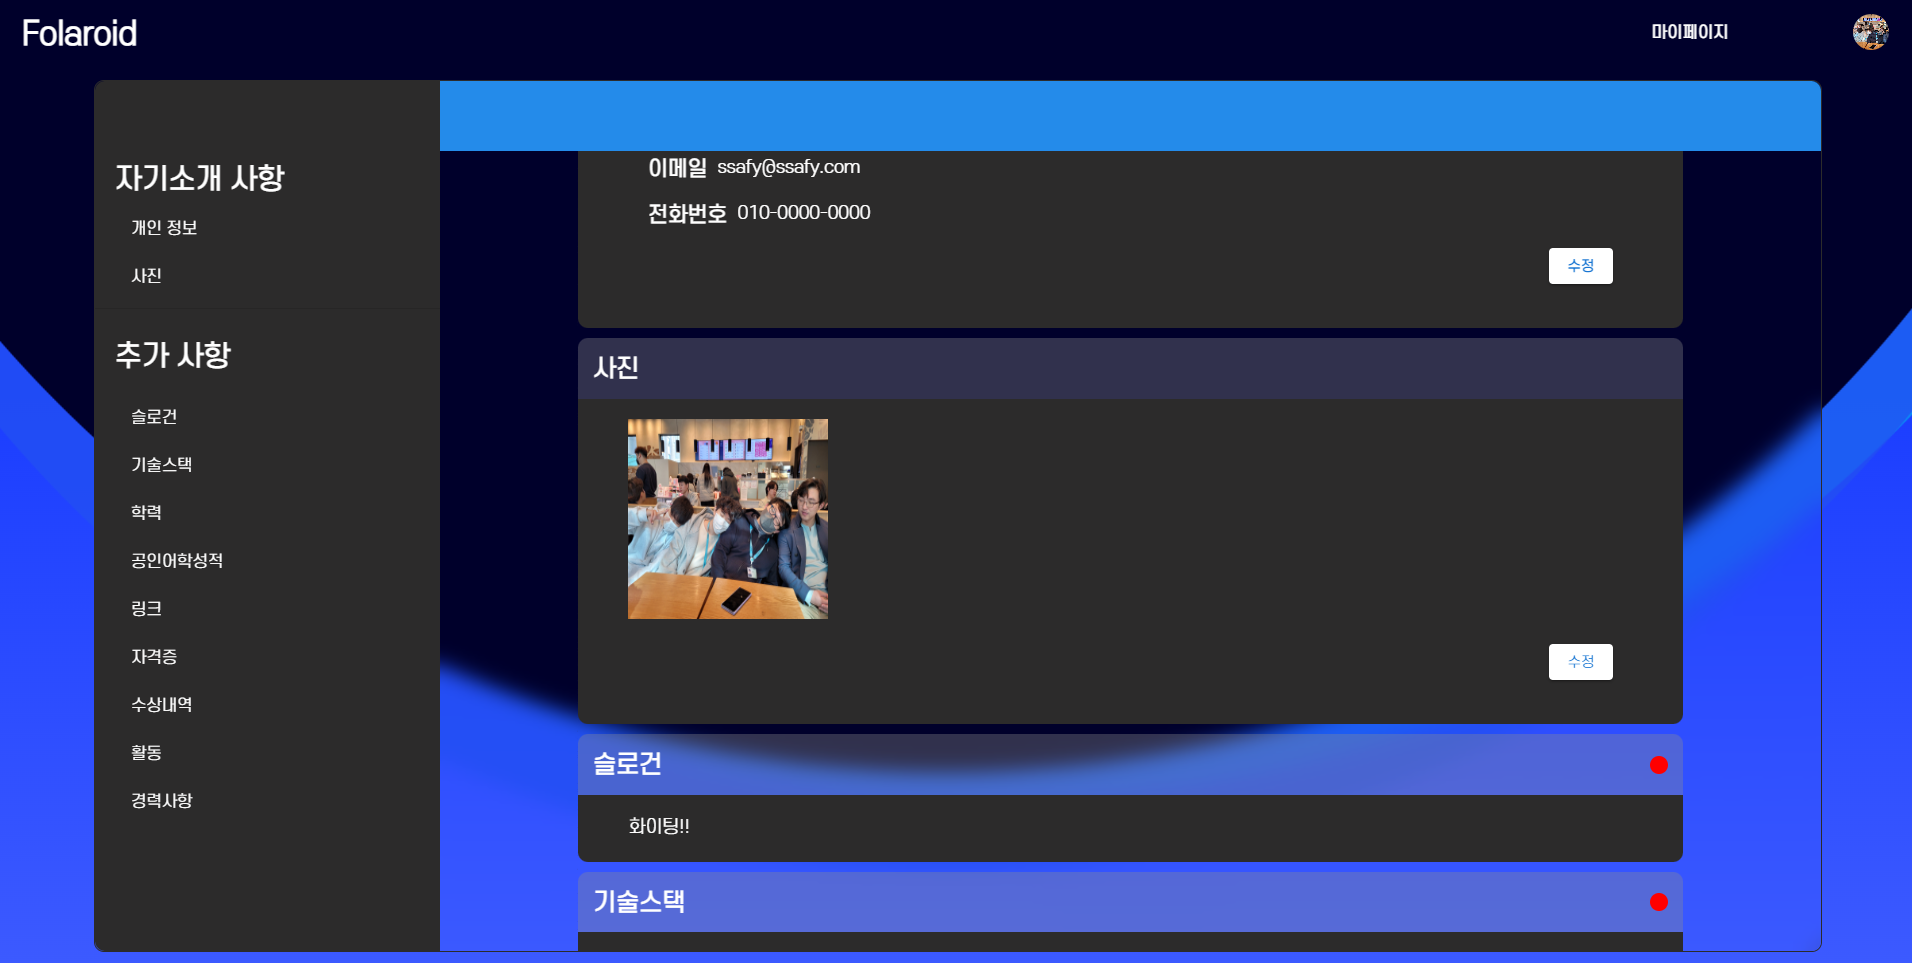 Folaroid
마이페이지
자기소개 사항
개인 정보
사진
추가 사항
슬로건
기술스택
학력
공인어학성적
링크
자격증
수상내역
활동
경력사항
이메일 ssafy@ssafy.com
전화번호 010-0000-0000
수정
사진
수정
슬로건
화이팅!!
기술스택